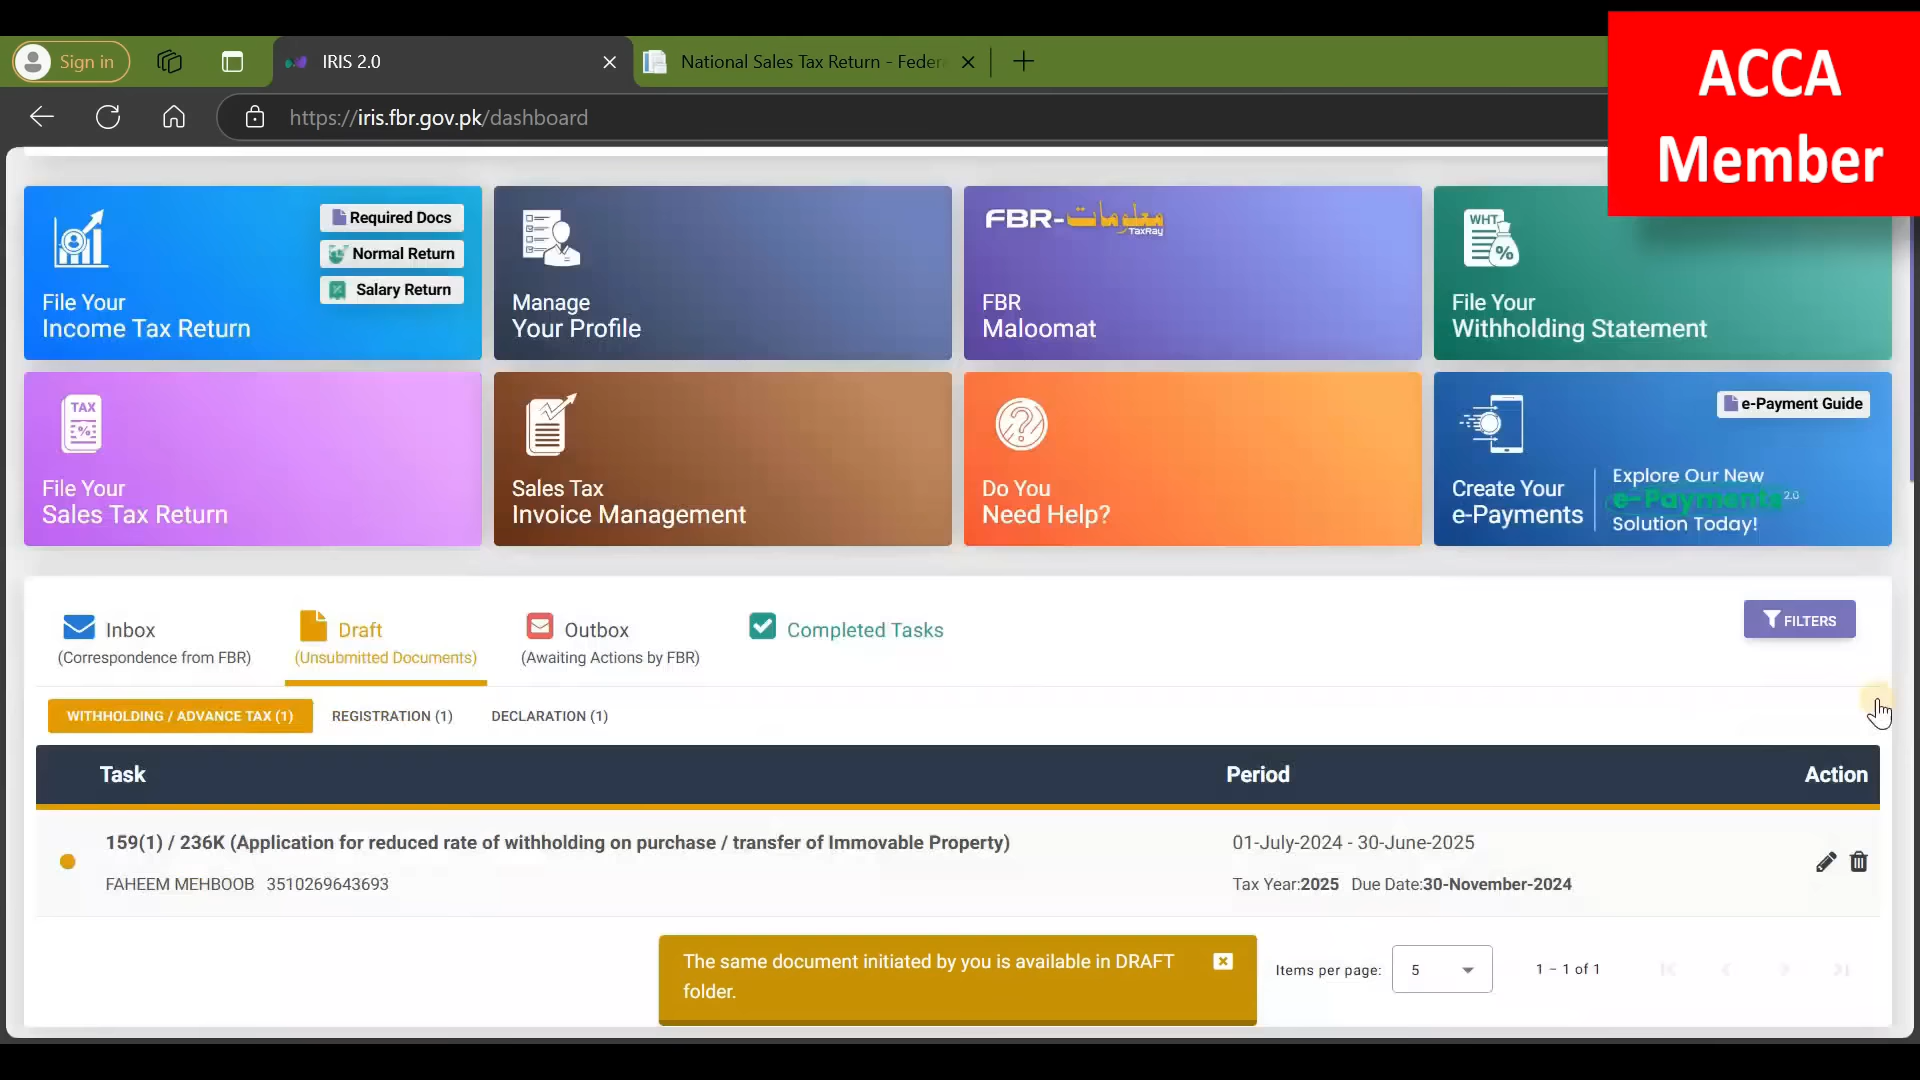 Sign in
IRIS 2.0
National Sales Tax Return - Feder
https://iris.fbr.gov.pk/dashboard
ACCA
Member
Required Docs
Normal Return
Salary Return
File Your
Income Tax Return
Manage
Your Profile
FBR-معلومات
TaxRay
FBR
Maloomat
WHT
%
File Your
Withholding Statement
TAX
%
File Your
Sales Tax Return
Sales Tax
Invoice Management
?
Do You
Need Help?
e-Payment Guide
Create Your
e-Payments
Explore Our New
e-Payments 2.0
Solution Today!
Inbox
(Correspondence from FBR)
Draft
(Unsubmitted Documents)
Outbox
(Awaiting Actions by FBR)
Completed Tasks
FILTERS
WITHHOLDING / ADVANCE TAX (1)
REGISTRATION (1)
DECLARATION (1)
Task
Period
Action
159(1) / 236K (Application for reduced rate of withholding on purchase / transfer of Immovable Property)
01-July-2024 - 30-June-2025
FAHEEM MEHBOOB 3510269643693
Tax Year:2025 Due Date:30-November-2024
The same document initiated by you is available in DRAFT
folder.
Items per page:
5
1 – 1 of 1